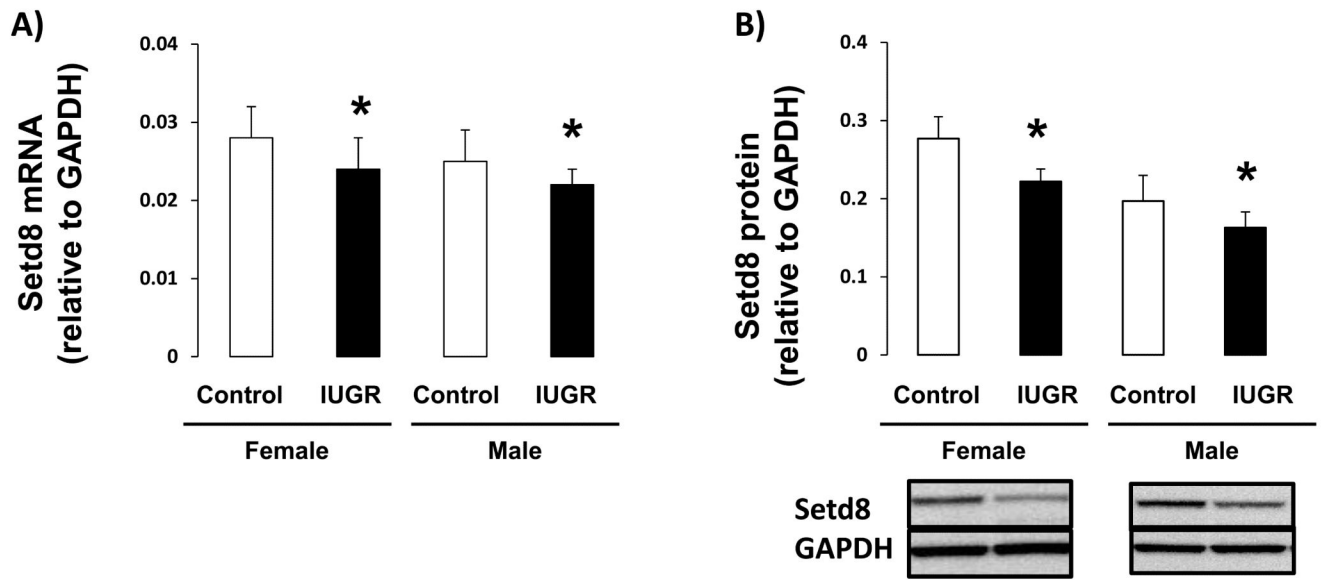 A)
Setd8 mRNA
(relative to GAPDH)
0.04
0.03
0.02
0.01
0
*
*
Control IUGR Control IUGR
Female Male
B)
Setd8 protein
(relative to GAPDH)
0.4
0.3
0.2
0.1
0
*
*
Control IUGR Control IUGR
Female Male
Setd8
GAPDH